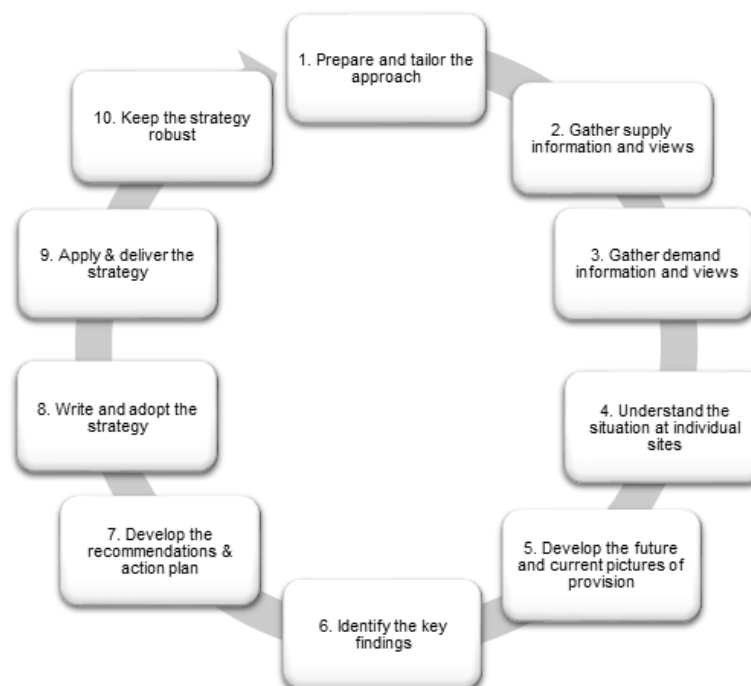 1. Prepare and tailor the
approach
2. Gather supply
information and views
3. Gather demand
information and views
4. Understand the
situation at individual
sites
5. Develop the future
and current pictures of
provision
6. Identify the key
findings
7. Develop the
recommendations &
action plan
8. Write and adopt the
strategy
9. Apply & deliver the
strategy
10. Keep the strategy
robust